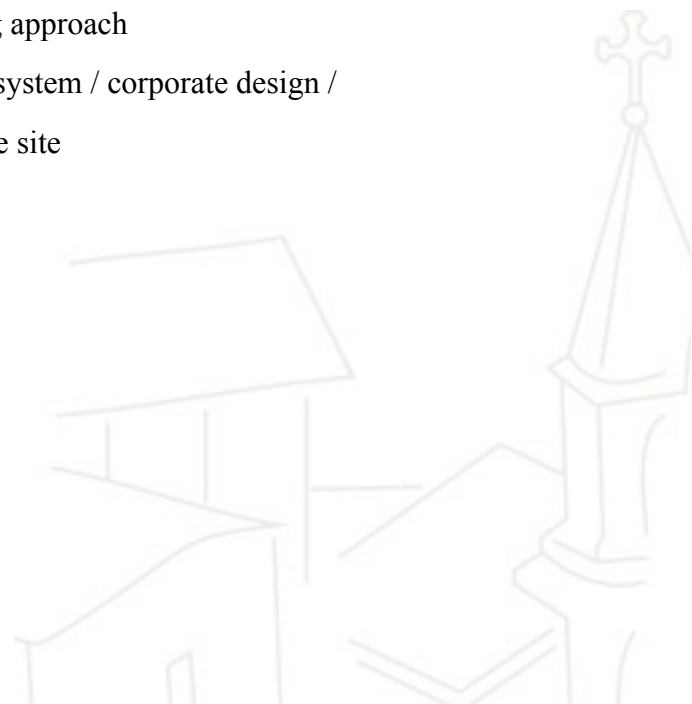 approach
system / corporate design /
site